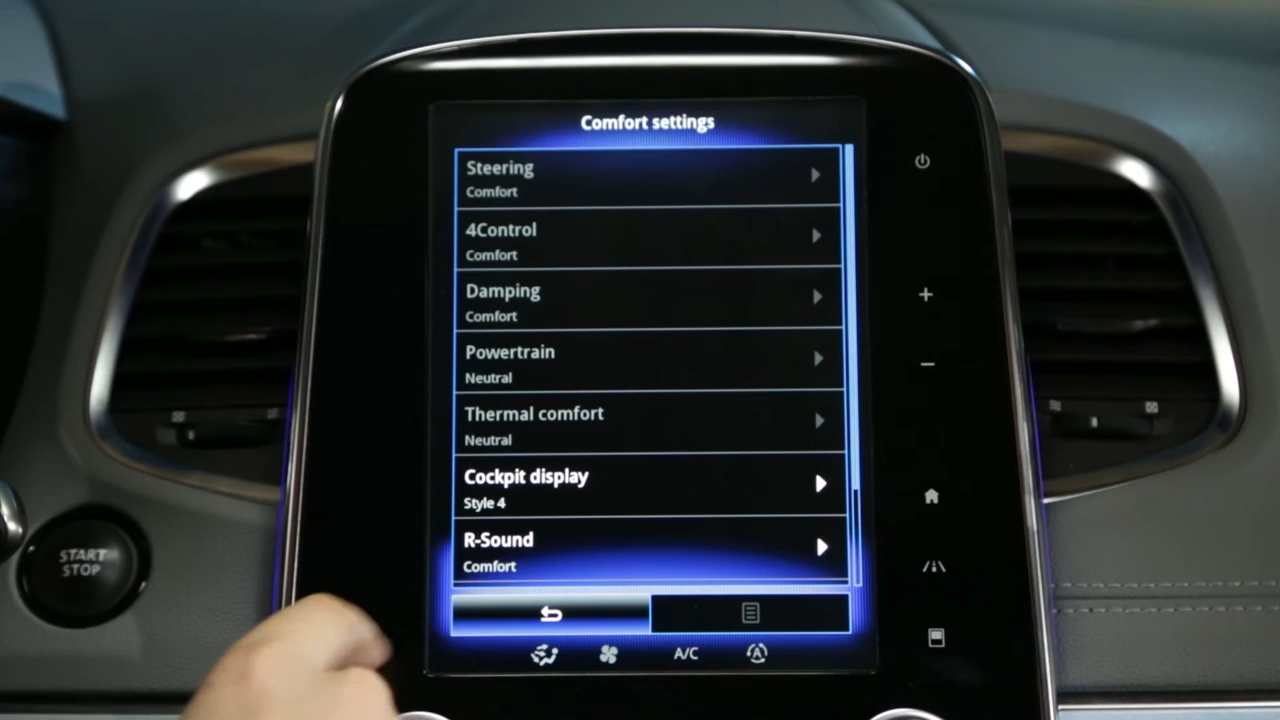 Comfort settings
Steering
Comfort
4Control
Comfort
Damping
Comfort
Powertrain
Neutral
Thermal comfort
Neutral
Cockpit display
Style 4
R-Sound
Comfort
A/C
START
STOP